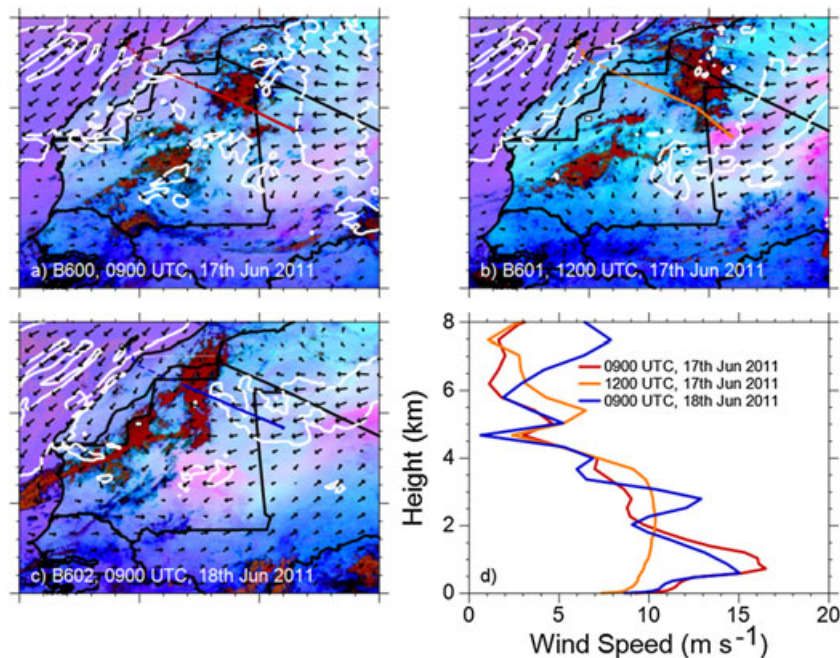 a) B600, 0900 UTC, 17th Jun 2011
b) B601, 1200 UTC, 17th Jun 2011
c) B602, 0900 UTC, 18th Jun 2011
8
6
4
2
0
Height (km)
0900 UTC, 17th Jun 2011
1200 UTC, 17th Jun 2011
0900 UTC, 18th Jun 2011
d)
0 5 10 15 20
Wind Speed (m s⁻¹)